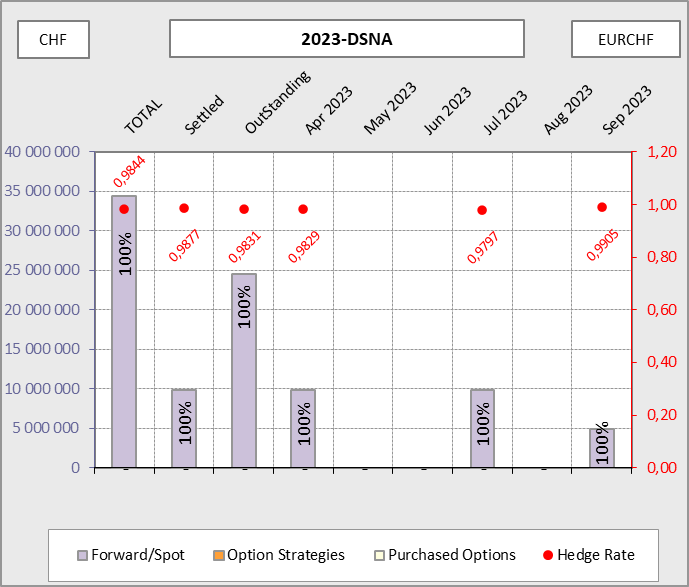 CHF
2023-DSNA
EURCHF
TOTAL
Settled
OutStanding
Apr 2023
May 2023
Jun 2023
Jul 2023
Aug 2023
Sep 2023
40 000 000
35 000 000
30 000 000
25 000 000
20 000 000
15 000 000
10 000 000
5 000 000
0
0,9844
0,9877
0,9831
0,9829
0,9797
0,9905
100%
100%
100%
100%
100%
100%
1,20
1,00
0,80
0,60
0,40
0,20
0,00
Forward/Spot Option Strategies Purchased Options Hedge Rate